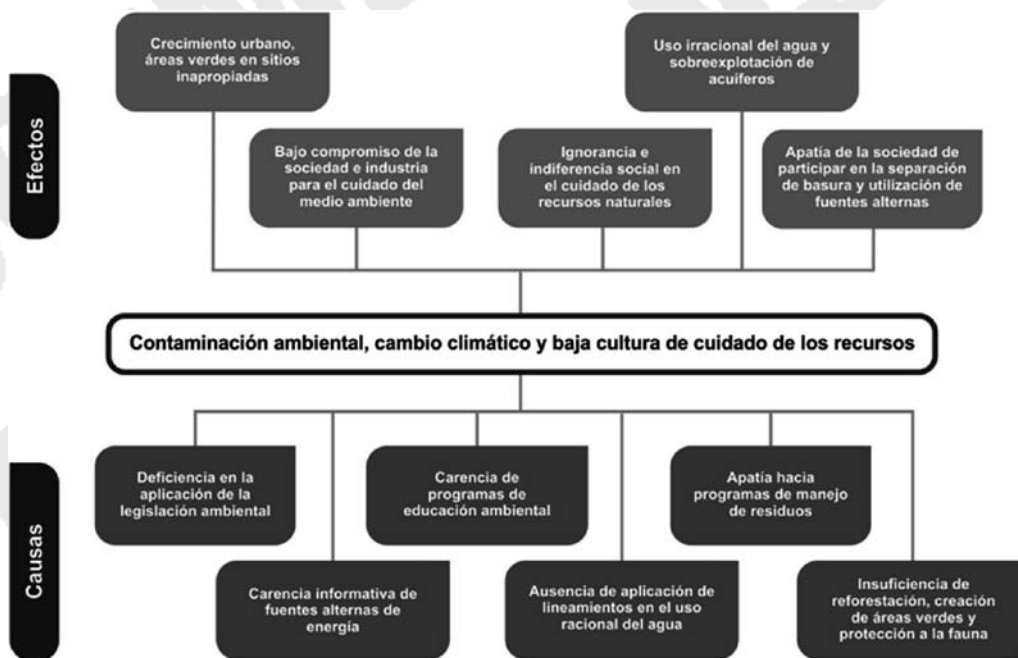 Efectos
Crecimiento urbano,
áreas verdes en sitios
inapropiadas
Uso irracional del agua y
sobreexplotación de
acuiferos
Bajo compromiso de la
sociedad e industria
para el cuidado del
medio ambiente
Ignorancia e
indiferencia social en
el cuidado de los
recursos naturales
Apatía de la sociedad de
participar en la separación
de basura y utilización de
fuentes alternas
Contaminación ambiental, cambio climático y baja cultura de cuidado de los recursos
Causas
Deficiencia en la
aplicación de la
legislación ambiental
Carencia de
programas de
educación ambiental
Apatía hacia
programas de manejo
de residuos
Carencia informativa de
fuentes alternas de
energía
Ausencia de aplicación de
lineamientos en el uso
racional del agua
Insuficiencia de
reforestación, creación
de áreas verdes y
protección a la fauna